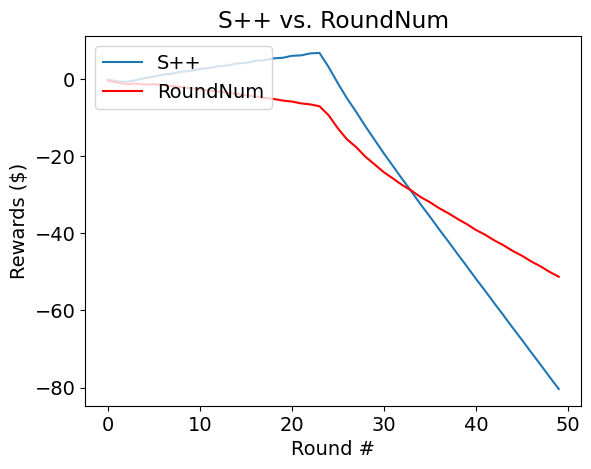 S++ vs. RoundNum
S++
RoundNum
Rewards ($)
0
−20
−40
−60
−80
0 10 20 30 40 50
Round #